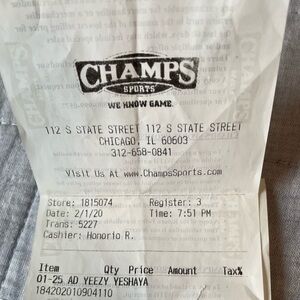 CHAMPS
SPORTS
WE KNOW GAME.
112 S STATE STREET 112 S STATE STREET
CHICAGO, IL 60603
312-658-0841
Visit Us At www.ChampsSports.com
Store: 1815074 Register: 3
Date: 2/1/20 Time: 7:51 PM
Trans: 5227
Cashier: Honorio R.
Item Qty Price Amount Tax%
01-25 AD YEEZY YESHAYA
184202010904110